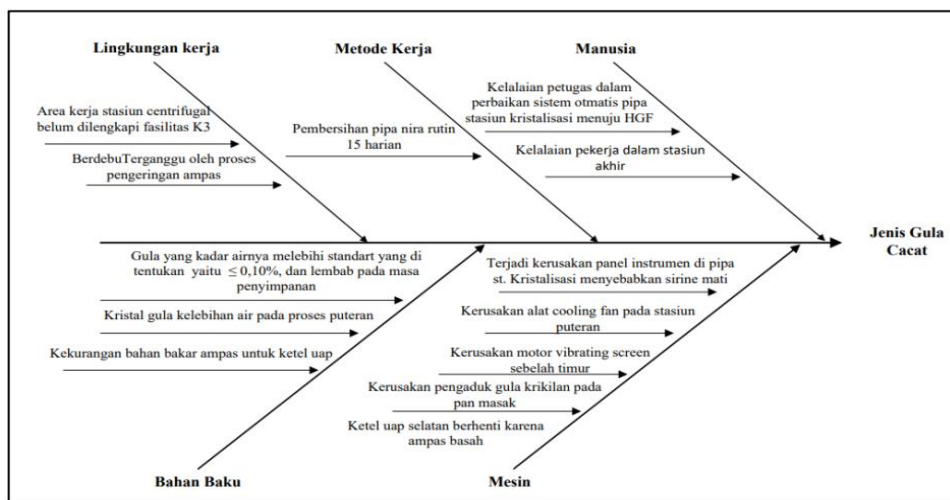 Lingkungan kerja
Metode Kerja
Manusia
Area kerja stasiun centrifugal
belum dilengkapi fasilitas K3
BerdebuTerganggu oleh proses
pengeringan ampas
Pembersihan pipa nira rutin
15 harian
Kelalaian petugas dalam
perbaikan sistem otmatis pipa
stasiun kristalisasi menuju HGF
Kelalaian pekerja dalam stasiun
akhir
Jenis Gula
Cacat
Gula yang kadar airnya melebihi standart yang di
tentukan yaitu ≤ 0,10%, dan lembab pada masa
penyimpanan
Kristal gula kelebihan air pada proses puteran
Kekurangan bahan bakar ampas untuk ketel uap
Terjadi kerusakan panel instrumen di pipa
st. Kristalisasi menyebabkan sirine mati
Kerusakan alat cooling fan pada stasiun
puteran
Kerusakan motor vibrating screen
sebelah timur
Kerusakan pengaduk gula krikilan pada
pan masak
Ketel uap selatan berhenti karena
ampas basah
Bahan Baku
Mesin